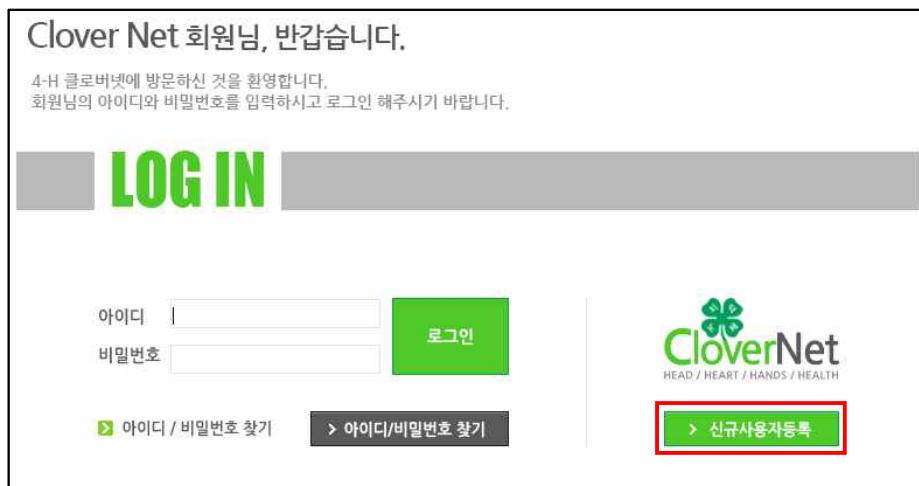 Clover Net 회원님, 반갑습니다.
4-H 클로버넷에 방문하신 것을 환영합니다.
회원님의 아이디와 비밀번호를 입력하시고 로그인 해주시기 바랍니다.
LOG IN
아이디
로그인
비밀번호
CloverNet
HEAD / HEART / HANDS / HEALTH
아이디 / 비밀번호 찾기
> 아이디/비밀번호 찾기
> 신규사용자등록